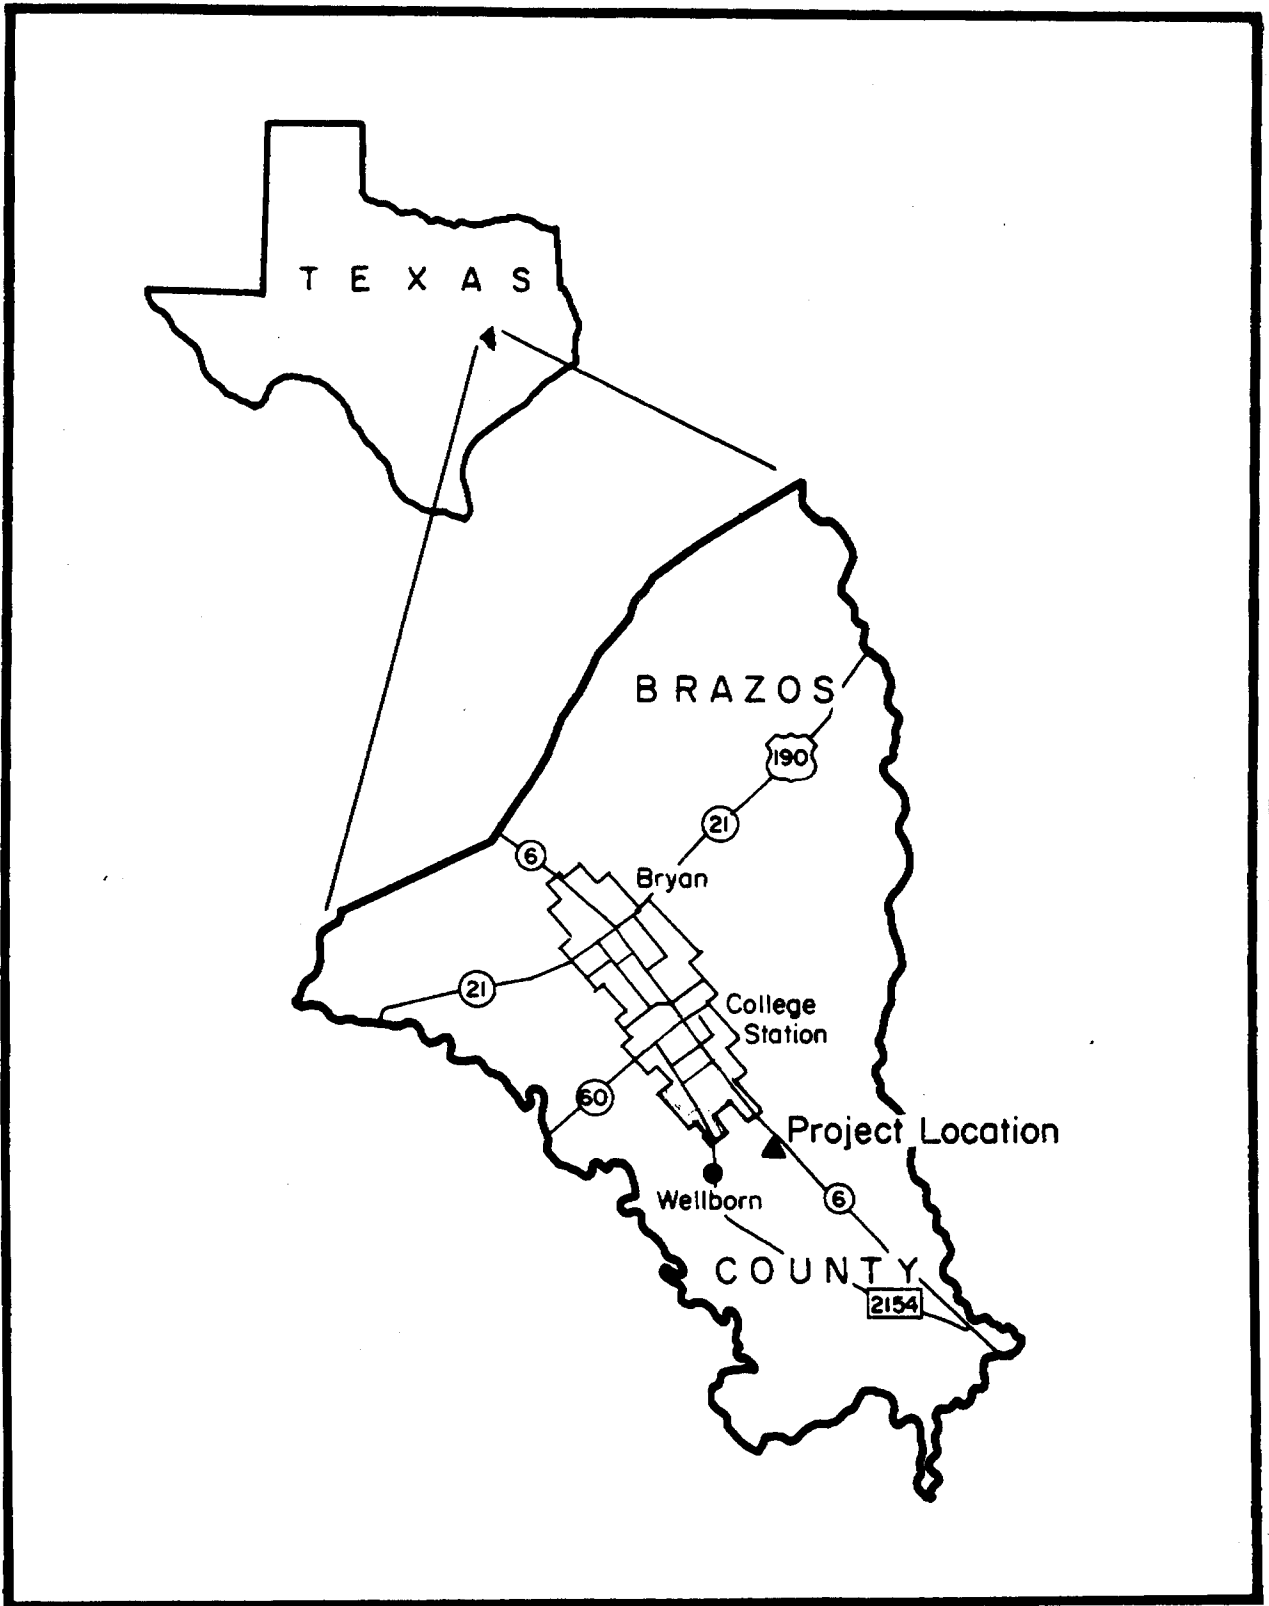 TEXAS
BRAZOS
190
21
6
Bryan
21
College
Station
60
Project Location
6
Wellborn
COUNTY
2154